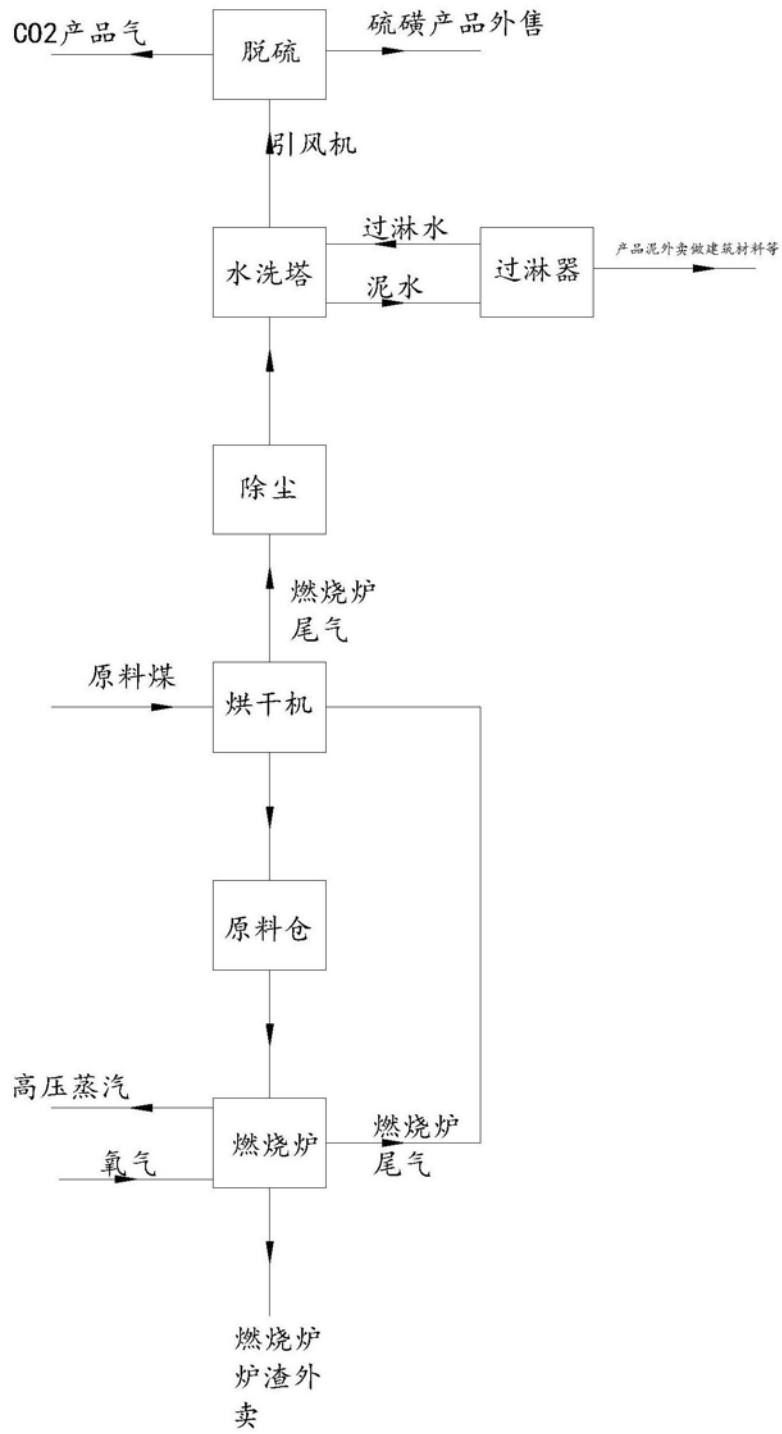 CO2产品气
脱硫
硫磺产品外售
引风机
水洗塔
过淋水
泥水
过淋器
产品泥外卖做建筑材料等
除尘
燃烧炉
尾气
原料煤
烘干机
原料仓
高压蒸汽
氧气
燃烧炉
燃烧炉
尾气
燃烧炉
炉渣外
卖